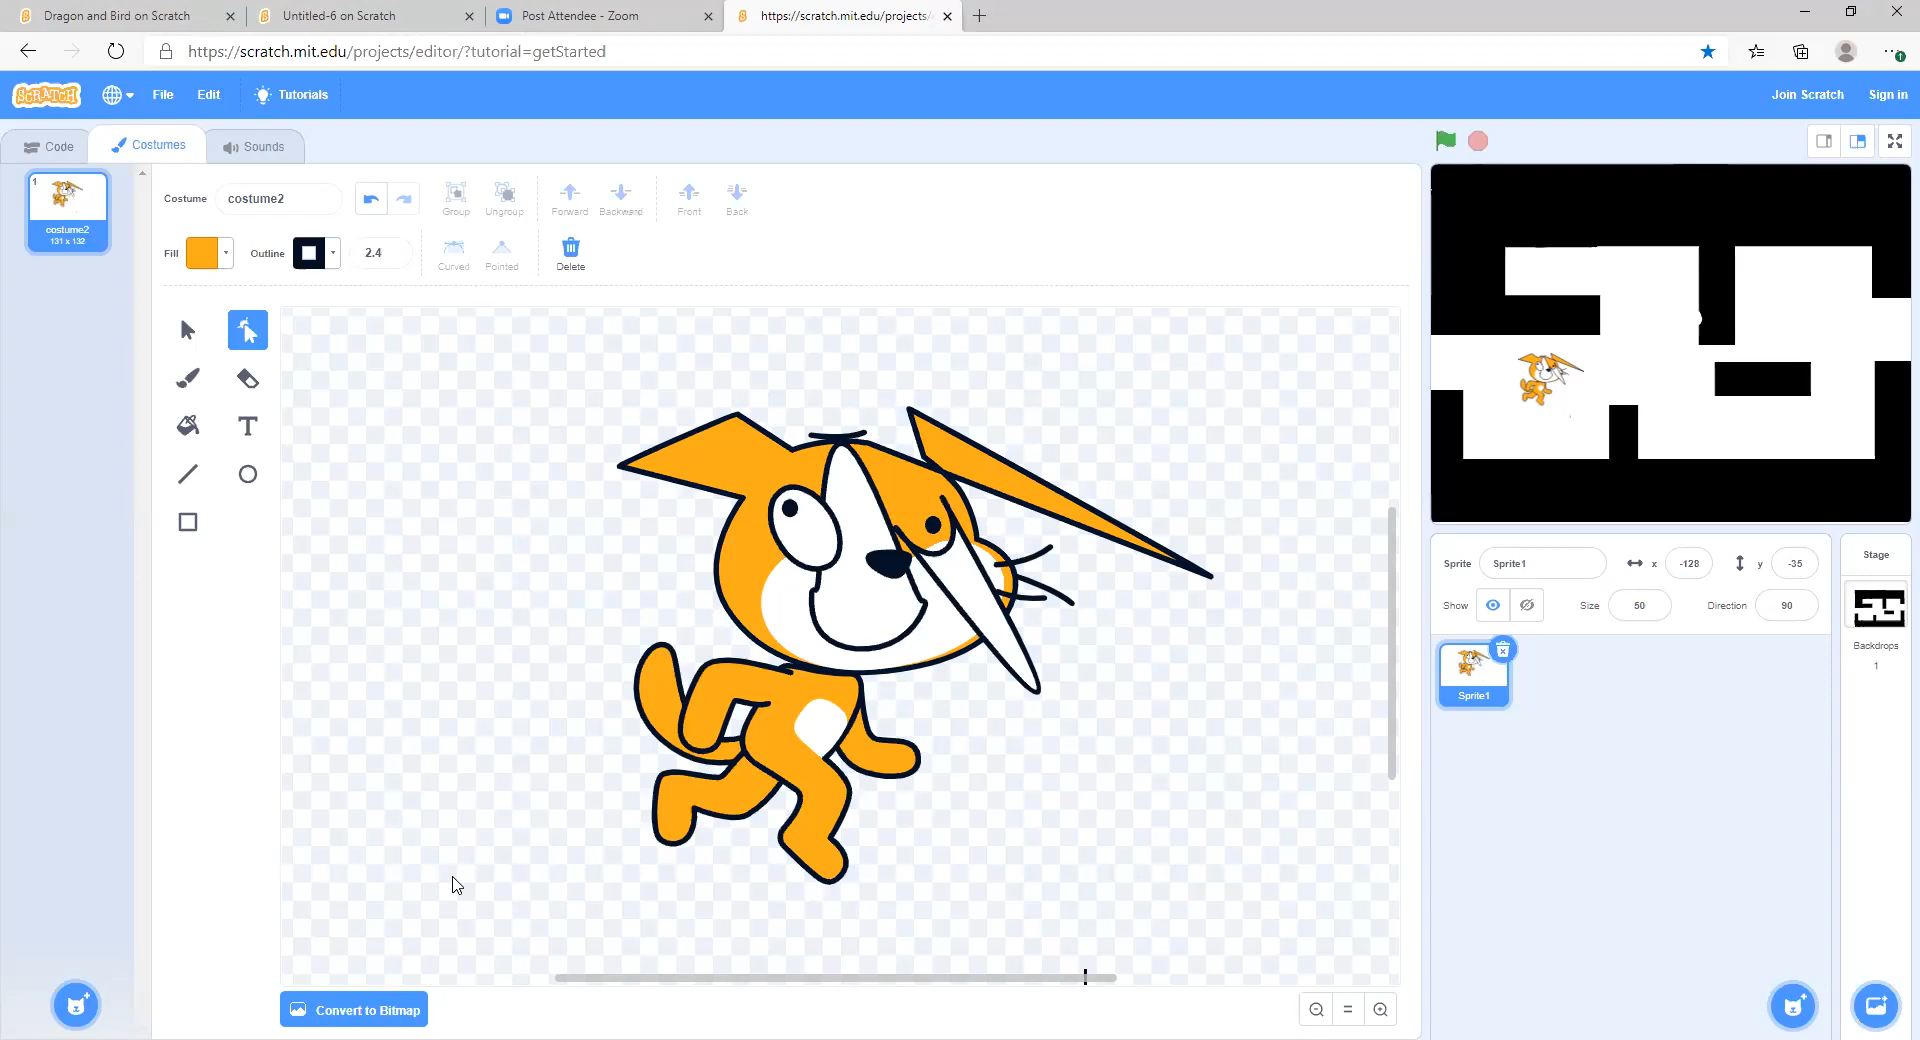 Dragon and Bird on Scratch
Untitled-6 on Scratch
Post Attendee - Zoom
https://scratch.mit.edu/projects/
https://scratch.mit.edu/projects/editor/?tutorial=getStarted
SCRATCH
File
Edit
Tutorials
Join Scratch
Sign in
Code
Costumes
Sounds
1
costume2
131 x 132
Costume
costume2
Group
Ungroup
Forward
Backward
Front
Back
Fill
Outline
2.4
Curved
Pointed
Delete
T
Convert to Bitmap
Sprite
Sprite1
x
-128
y
-35
Show
Size
50
Direction
90
Sprite1
Stage
Backdrops
1